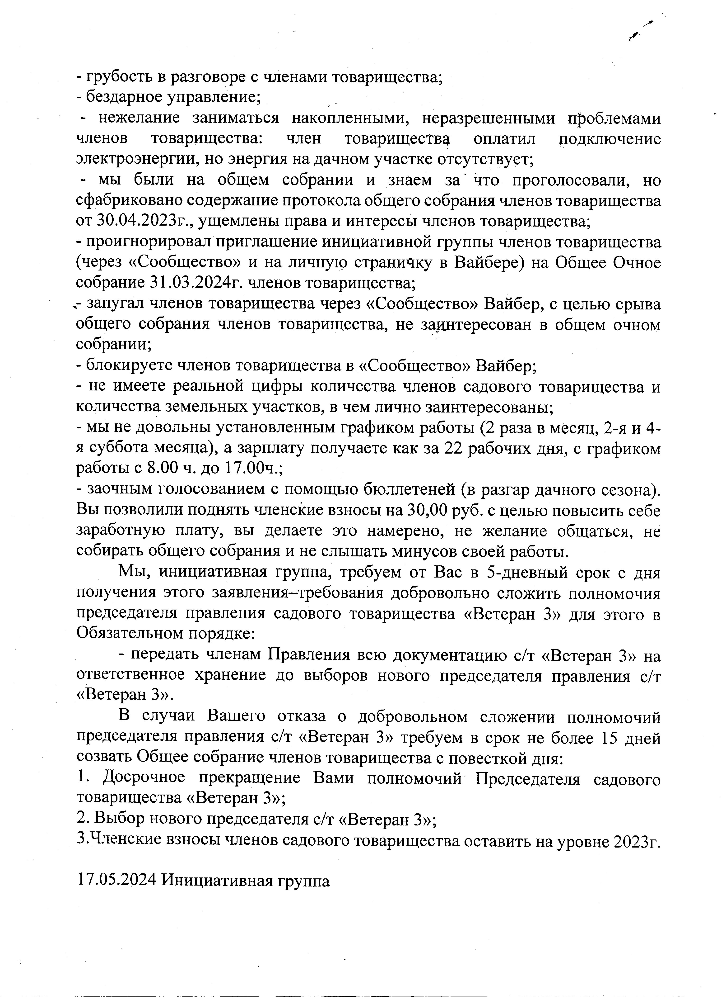 - грубость в разговоре с членами товарищества;
- бездарное управление;
- нежелание заниматься накопленными, неразрешенными проблемами
членов товарищества: член товарищества оплатил подключение
электроэнергии, но энергия на дачном участке отсутствует;
- мы были на общем собрании и знаем за что проголосовали, но
сфабриковано содержание протокола общего собрания членов товарищества
от 30.04.2023г., ущемлены права и интересы членов товарищества;
- проигнорировал приглашение инициативной группы членов товарищества
(через «Сообщество» и на личную страничку в Вайбере) на Общее Очное
собрание 31.03.2024г. членов товарищества;
- запугал членов товарищества через «Сообщество» Вайбер, с целью срыва
общего собрания членов товарищества, не заинтересован в общем очном
собрании;
- блокируете членов товарищества в «Сообщество» Вайбер;
- не имеете реальной цифры количества членов садового товарищества и
количества земельных участков, в чем лично заинтересованы;
- мы не довольны установленным графиком работы (2 раза в месяц, 2-я и 4-
я суббота месяца), а зарплату получаете как за 22 рабочих дня, с графиком
работы с 8.00 ч. до 17.00ч.;
- заочным голосованием с помощью бюллетеней (в разгар дачного сезона).
Вы позволили поднять членские взносы на 30,00 руб. с целью повысить себе
заработную плату, вы делаете это намерено, не желание общаться, не
собирать общего собрания и не слышать минусов своей работы.
Мы, инициативная группа, требуем от Вас в 5-дневный срок с дня
получения этого заявления–требования добровольно сложить полномочия
председателя правления садового товарищества «Ветеран 3» для этого в
Обязательном порядке:
- передать членам Правления всю документацию с/т «Ветеран 3» на
ответственное хранение до выборов нового председателя правления с/т
«Ветеран 3».
В случаи Вашего отказа о добровольном сложении полномочий
председателя правления с/т «Ветеран 3» требуем в срок не более 15 дней
созвать Общее собрание членов товарищества с повесткой дня:
1. Досрочное прекращение Вами полномочий Председателя садового
товарищества «Ветеран 3»;
2. Выбор нового председателя с/т «Ветеран 3»;
3.Членские взносы членов садового товарищества оставить на уровне 2023г.
17.05.2024 Инициативная группа